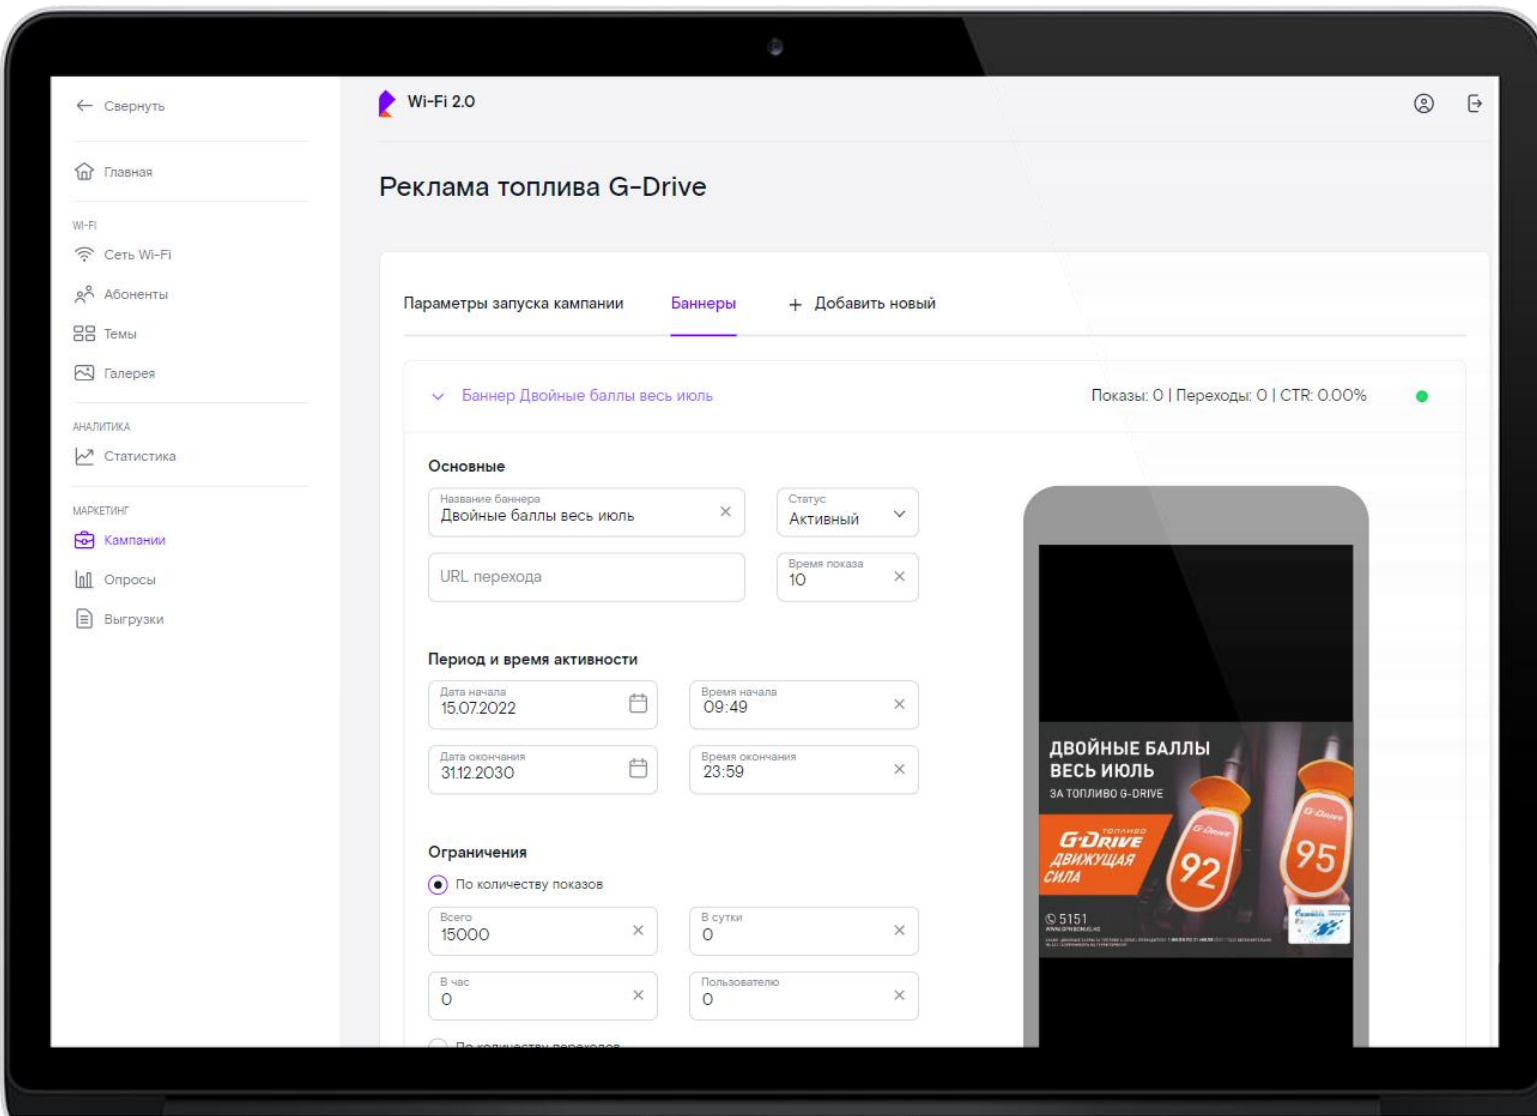 Свернуть
Главная
WI-FI
Сеть Wi-Fi
Абоненты
Темы
Галерея
АНАЛИТИКА
Статистика
МАРКЕТИНГ
Кампании
Опросы
Выгрузки
Wi-Fi 2.0
Реклама топлива G-Drive
Параметры запуска кампании Баннеры + Добавить новый
Баннер Двойные баллы весь июль Показы: 0 | Переходы: 0 | CTR: 0.00%
Основные
Название баннера Статус
Двойные баллы весь июль Активный
URL перехода
Время показа
10
Период и время активности
Дата начала Время начала
15.07.2022 09:49
Дата окончания Время окончания
31.12.2030 23:59
Ограничения
По количеству показов
Всего В сутки
15000 0
В час Пользователю
0 0
По количеству переходов
ДВОЙНЫЕ БАЛЛЫ
ВЕСЬ ИЮЛЬ
ЗА ТОПЛИВО G-DRIVE
ТОПЛИВО
G-DRIVE
ДВИЖУЩАЯ
СИЛА
G-Drive
92
G-Drive
95
5151